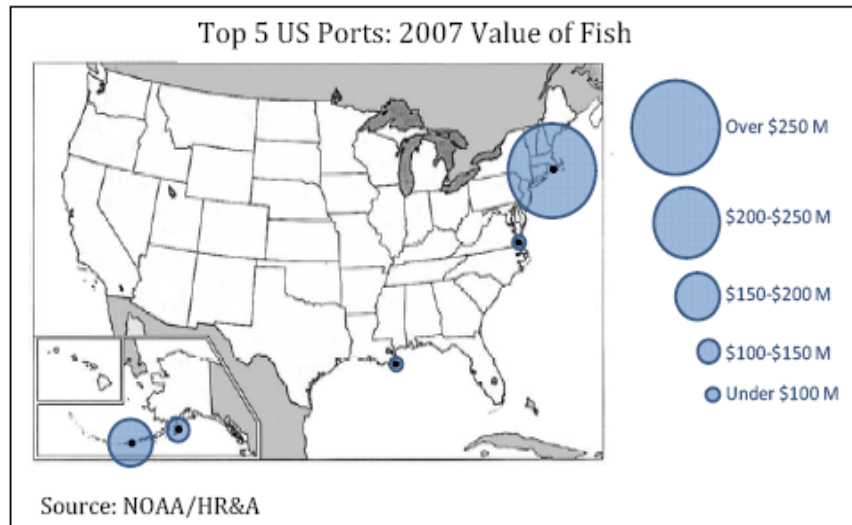 Top 5 US Ports: 2007 Value of Fish
Over $250 M
$200-$250 M
$150-$200 M
$100-$150 M
Under $100 M
Source: NOAA/HR&A